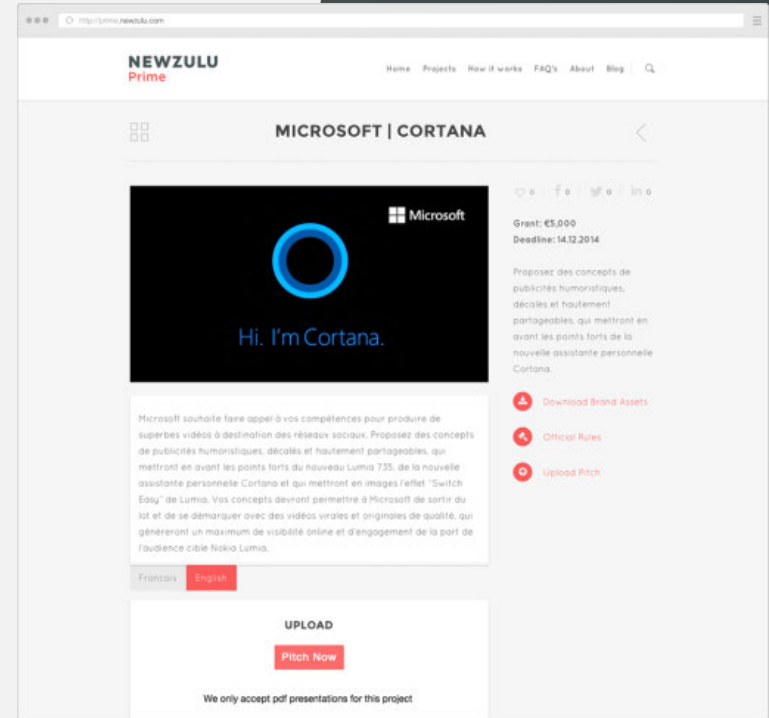 http://prime.newzulu.com
NEWZULU
Prime
Home Projects How it works FAQ's About Blog
MICROSOFT | CORTANA
Microsoft
Hi. I'm Cortana.
0 0 0 in 0
Grant: €5,000
Deadline: 14.12.2014
Proposez des concepts de
publicités humoristiques,
décalés et hautement
partageables, qui mettront en
avant les points forts de la
nouvelle assistante personnelle
Cortana.
Download Brand Assets
Official Rules
Upload Pitch
Microsoft souhaite faire appel à vos compétences pour produire de
superbes vidéos à destination des réseaux sociaux. Proposez des concepts
de publicités humoristiques, décalés et hautement partageables, qui
mettront en avant les points forts du nouveau Lumia 735, de la nouvelle
assistante personnelle Cortana et qui mettront en images l'effet "Switch
Easy" de Lumia. Vos concepts devront permettre à Microsoft de sortir du
lot et de se démarquer avec des vidéos virales et originales de qualité, qui
génèreront un maximum de visibilité online et d'engagement de la part de
l'audience cible Nokia Lumia.
Francais English
UPLOAD
Pitch Now
We only accept pdf presentations for this project